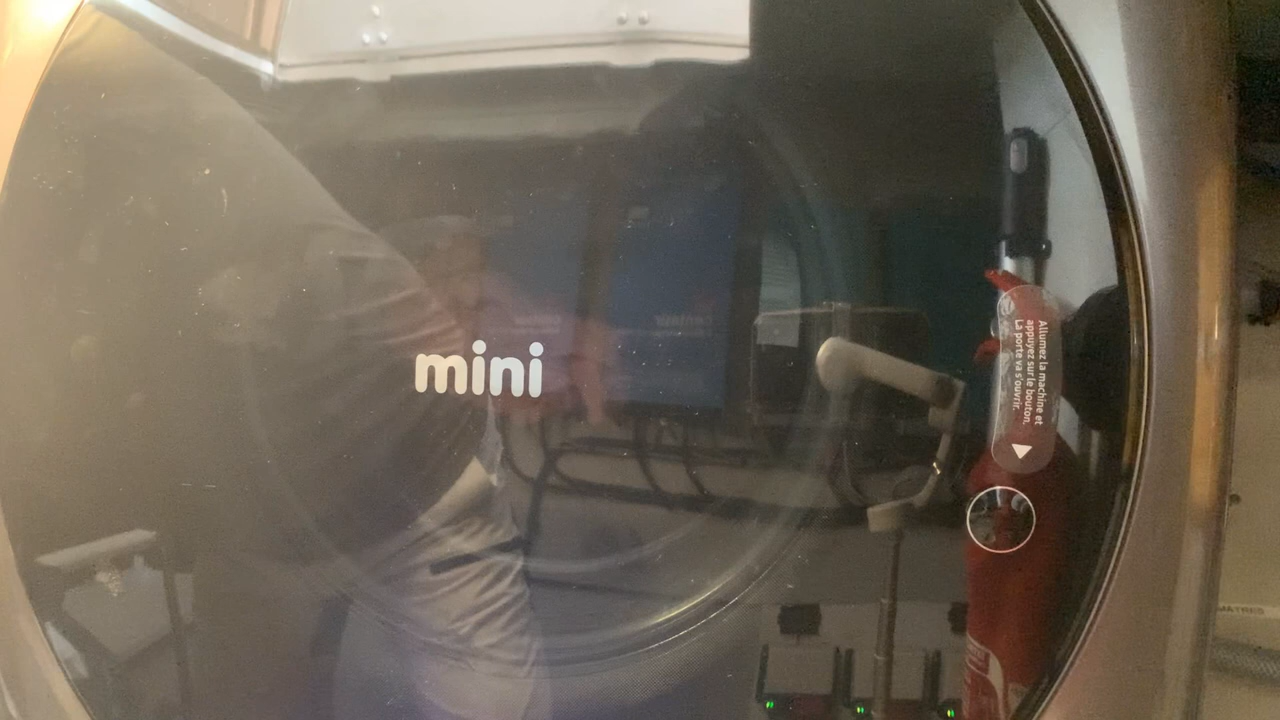 mini
Allumez la machine et
appuyez sur le bouton.
La porte va s'ouvrir.